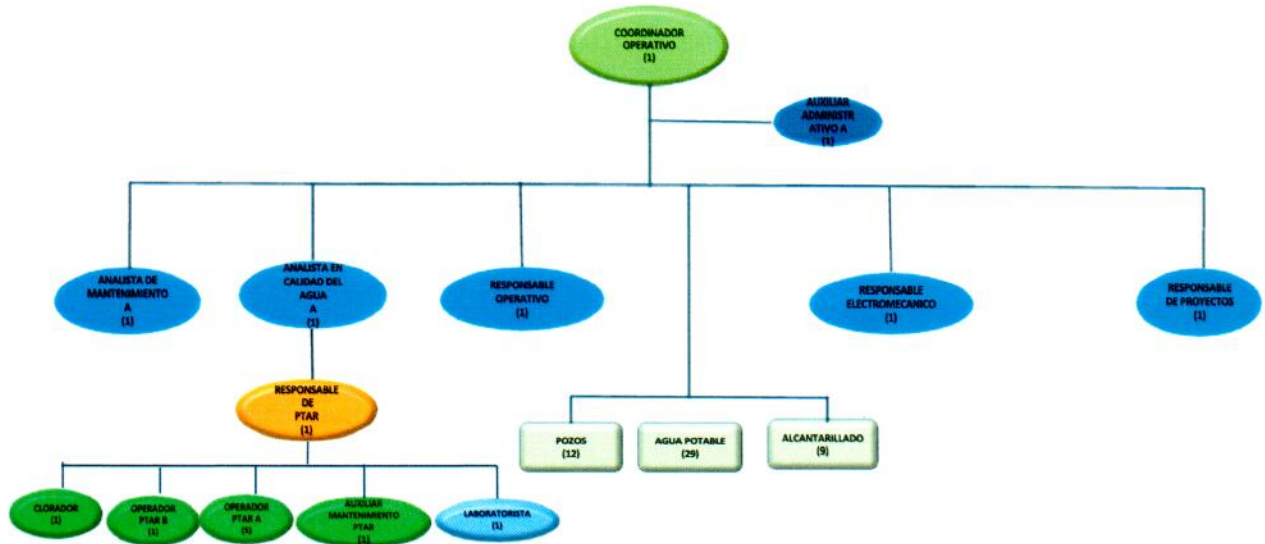 COORDINADOR
OPERATIVO
(1)
AUXILIAR
ADMINISTR
ATIVO A
(1)
ANALISTA DE
MANTENIMIENTO
A
(1)
ANALISTA EN
CALIDAD DEL
AGUA
A
(1)
RESPONSABLE
OPERATIVO
(1)
RESPONSABLE
ELECTROMECANICO
(1)
RESPONSABLE
DE PROYECTOS
(1)
RESPONSABLE
DE
PTAR
(1)
POZOS
(12)
AGUA POTABLE
(29)
ALCANTARILLADO
(9)
CLORADOR
(1)
OPERADOR
PTAR B
(1)
OPERADOR
PTAR A
(5)
AUXILIAR
MANTENIMIENTO
PTAR
(1)
LABORATORISTA
(1)